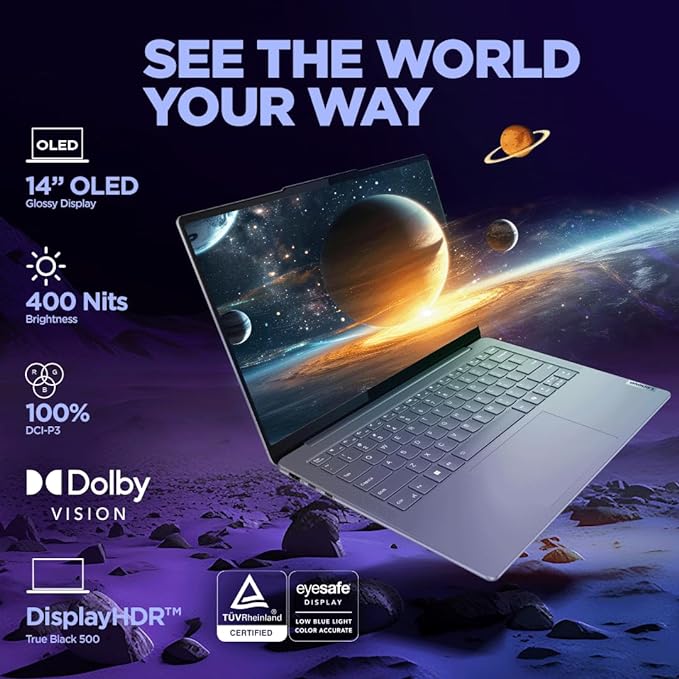 SEE THE WORLD
YOUR WAY
OLED
14” OLED
Glossy Display
400 Nits
Brightness
R G
B
100%
DCI-P3
Dolby
VISION
DisplayHDR™
True Black 500
TÜVRheinland
CERTIFIED
eyesafe®
DISPLAY
LOW BLUE LIGHT
COLOR ACCURATE